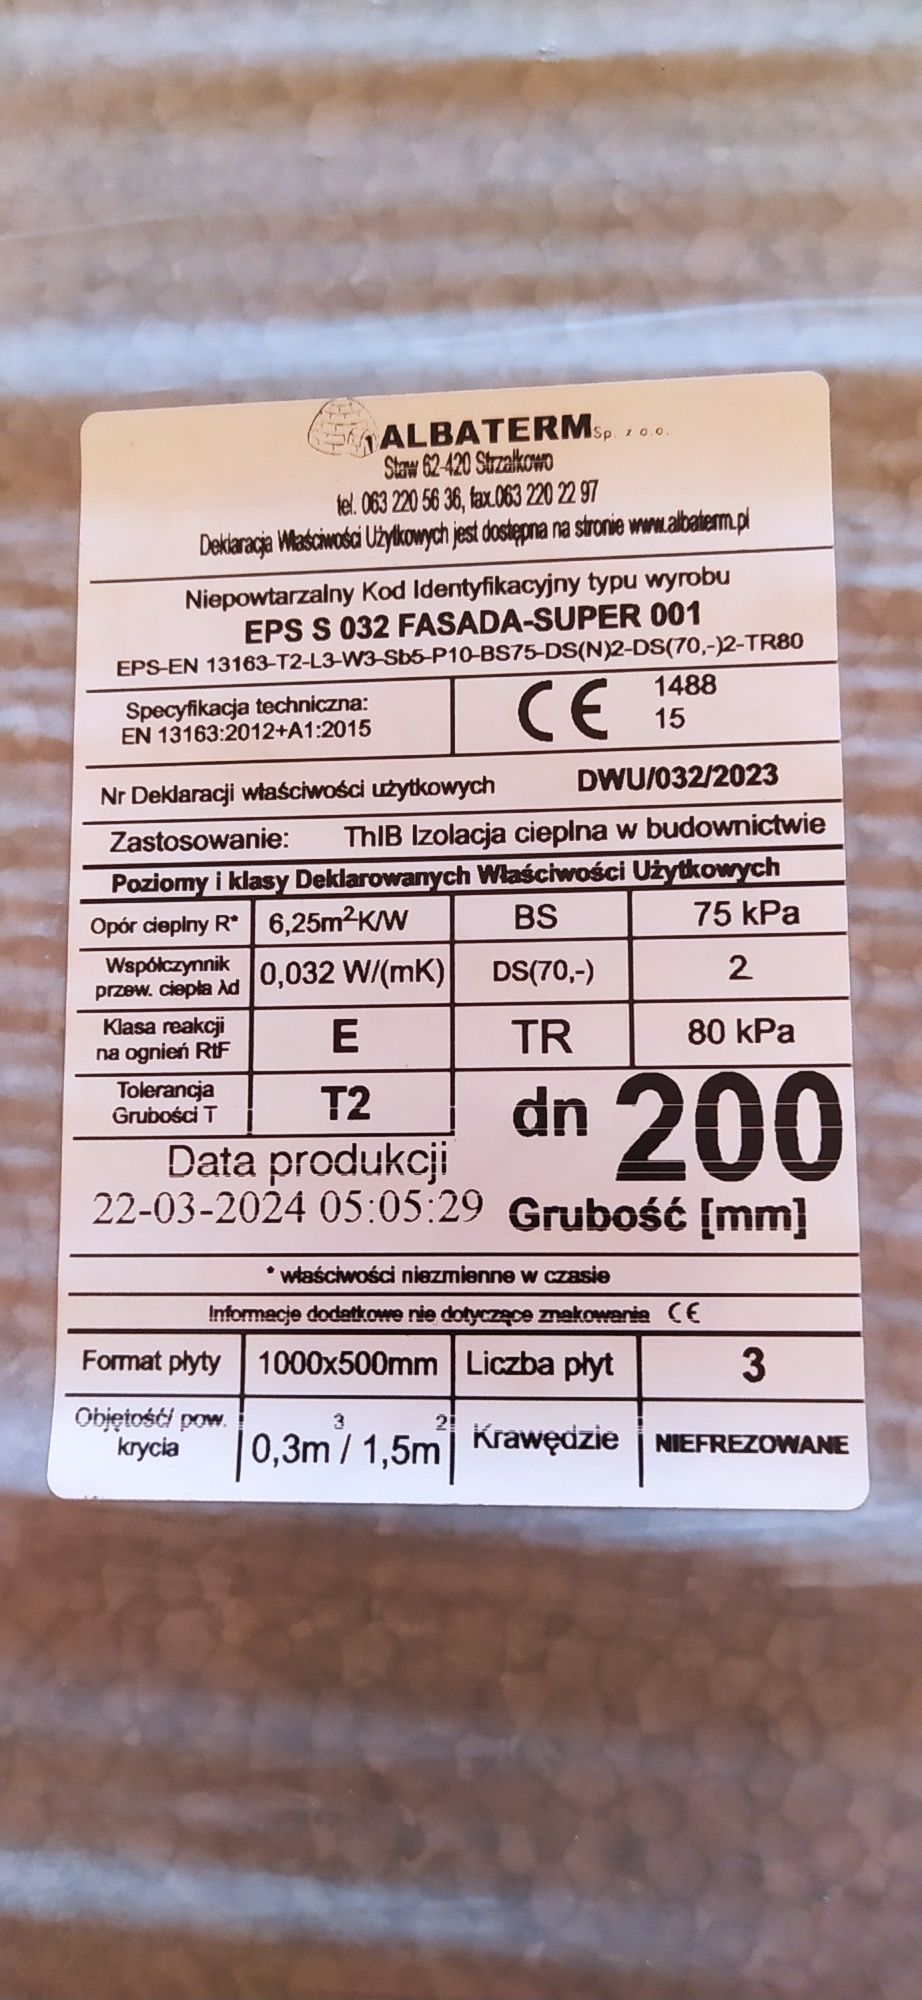 ALBATERM Sp. z o.o.
Staw 62-420 Strzałkowo
tel. 063 220 56 36, fax.063 220 22 97
Deklaracja Właściwości Użytkowych jest dostępna na stronie www.albaterm.pl
Niepowtarzalny Kod Identyfikacyjny typu wyrobu
EPS S 032 FASADA-SUPER 001
EPS-EN 13163-T2-L3-W3-Sb5-P10-BS75-DS(N)2-DS(70,-)2-TR80
Specyfikacja techniczna:
EN 13163:2012+A1:2015
CE
1488
15
Nr Deklaracji właściwości użytkowych DWU/032/2023
Zastosowanie: ThIB Izolacja cieplna w budownictwie
Poziomy i klasy Deklarowanych Właściwości Użytkowych
Opór cieplny R* 6,25m²K/W BS 75 kPa
Współczynnik
przew. ciepła λd 0,032 W/(mK) DS(70,-) 2
Klasa reakcji
na ognień RtF E TR 80 kPa
Tolerancja
Grubości T T2
dn 200
Grubość [mm]
Data produkcji
22-03-2024 05:05:29
* właściwości niezmienne w czasie
Informacje dodatkowe nie dotyczące znakowania CE
Format płyty 1000x500mm Liczba płyt 3
Objętość/ pow.
krycia 0,3m³/ 1,5m² Krawędzie NIEFREZOWANE